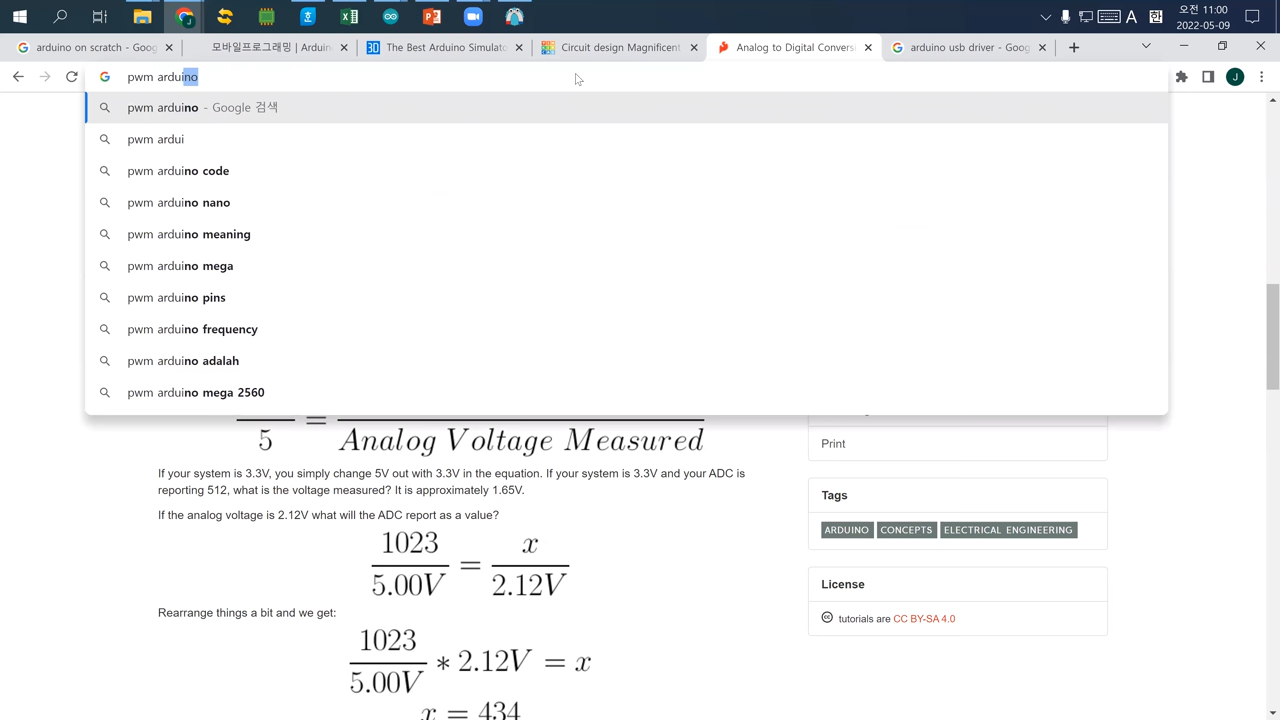 오전 11:00
2022-05-09
A 한
arduino on scratch - Goog
모바일프로그래밍 | Arduin
The Best Arduino Simulato
Circuit design Magnificent
Analog to Digital Conversi
arduino usb driver - Goog
pwm arduino
J
pwm arduino - Google 검색
pwm ardui
pwm arduino code
pwm arduino nano
pwm arduino meaning
pwm arduino mega
pwm arduino pins
pwm arduino frequency
pwm arduino adalah
pwm arduino mega 2560
5 = Analog Voltage Measured
Print
If your system is 3.3V, you simply change 5V out with 3.3V in the equation. If your system is 3.3V and your ADC is
reporting 512, what is the voltage measured? It is approximately 1.65V.
Tags
If the analog voltage is 2.12V what will the ADC report as a value?
ARDUINO CONCEPTS ELECTRICAL ENGINEERING
1023 x
=
5.00V 2.12V
License
Rearrange things a bit and we get:
tutorials are CC BY-SA 4.0
1023
* 2.12V = x
5.00V
x = 434